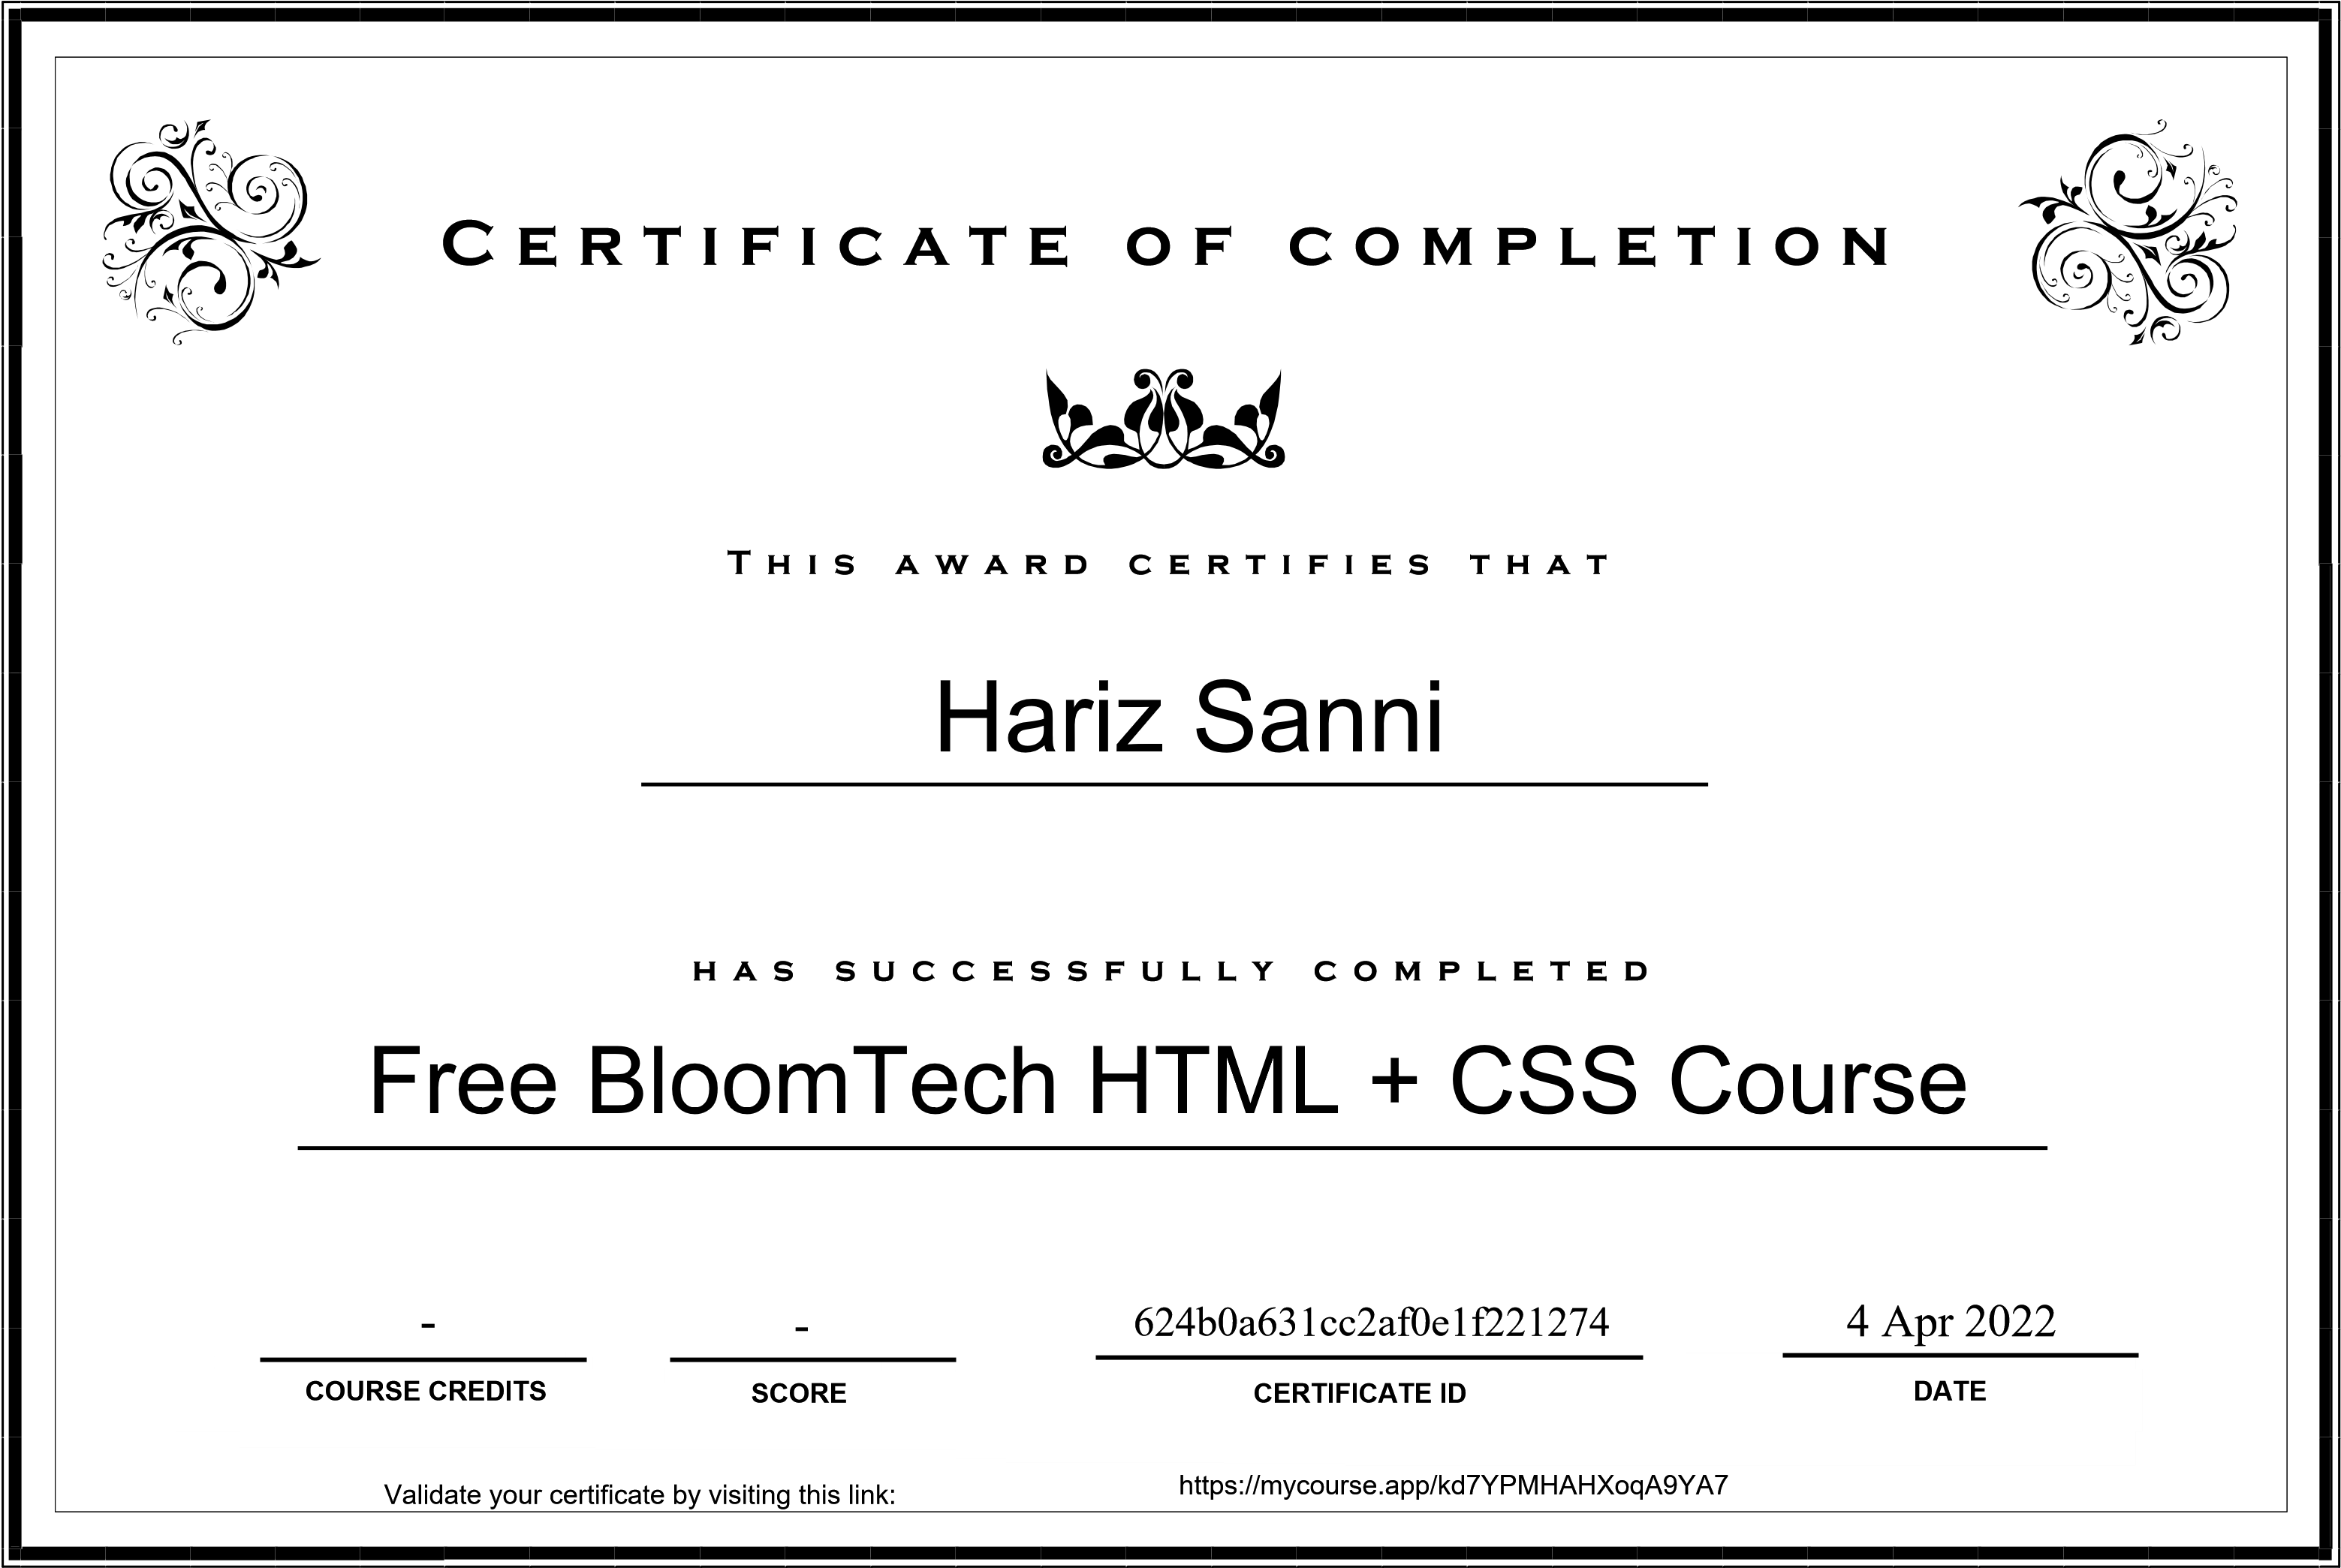 Certificate of completion
This award certifies that
Hariz Sanni
has successfully completed
Free BloomTech HTML + CSS Course
- - 624b0a631cc2af0e1f221274 4 Apr 2022
COURSE CREDITS SCORE CERTIFICATE ID DATE
Validate your certificate by visiting this link: https://mycourse.app/kd7YPMHAHXoqA9YA7